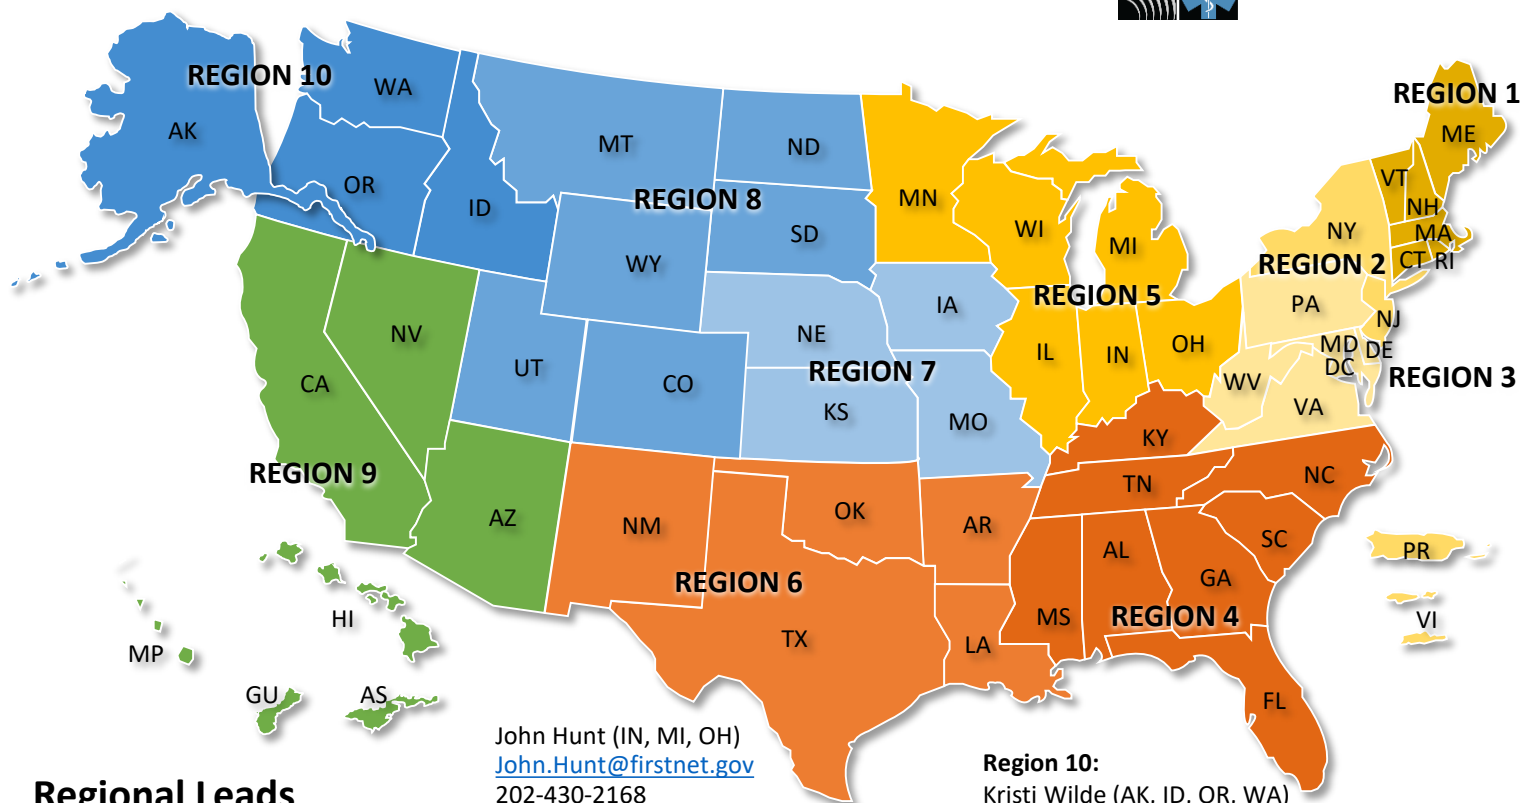 REGION 10
REGION 1
WA
AK
ME
MT
ND
OR
VT
ID
REGION 8
MN
NH
SD
WI
NY
MA
MI
WY
REGION 2
CT
RI
REGION 5
IA
PA
NV
NE
NJ
IL
IN
OH
MD
DE
DC
UT
CO
REGION 7
REGION 3
CA
WV
KS
VA
MO
KY
REGION 9
TN
NC
AZ
NM
OK
AR
SC
AL
PR
REGION 6
GA
HI
MS
REGION 4
VI
TX
LA
MP
GU
AS
FL
John Hunt (IN, MI, OH)
John.Hunt@firstnet.gov
202-430-2168
Region 10:
Kristi Wilde (AK, ID, OR, WA)
Regional Leads